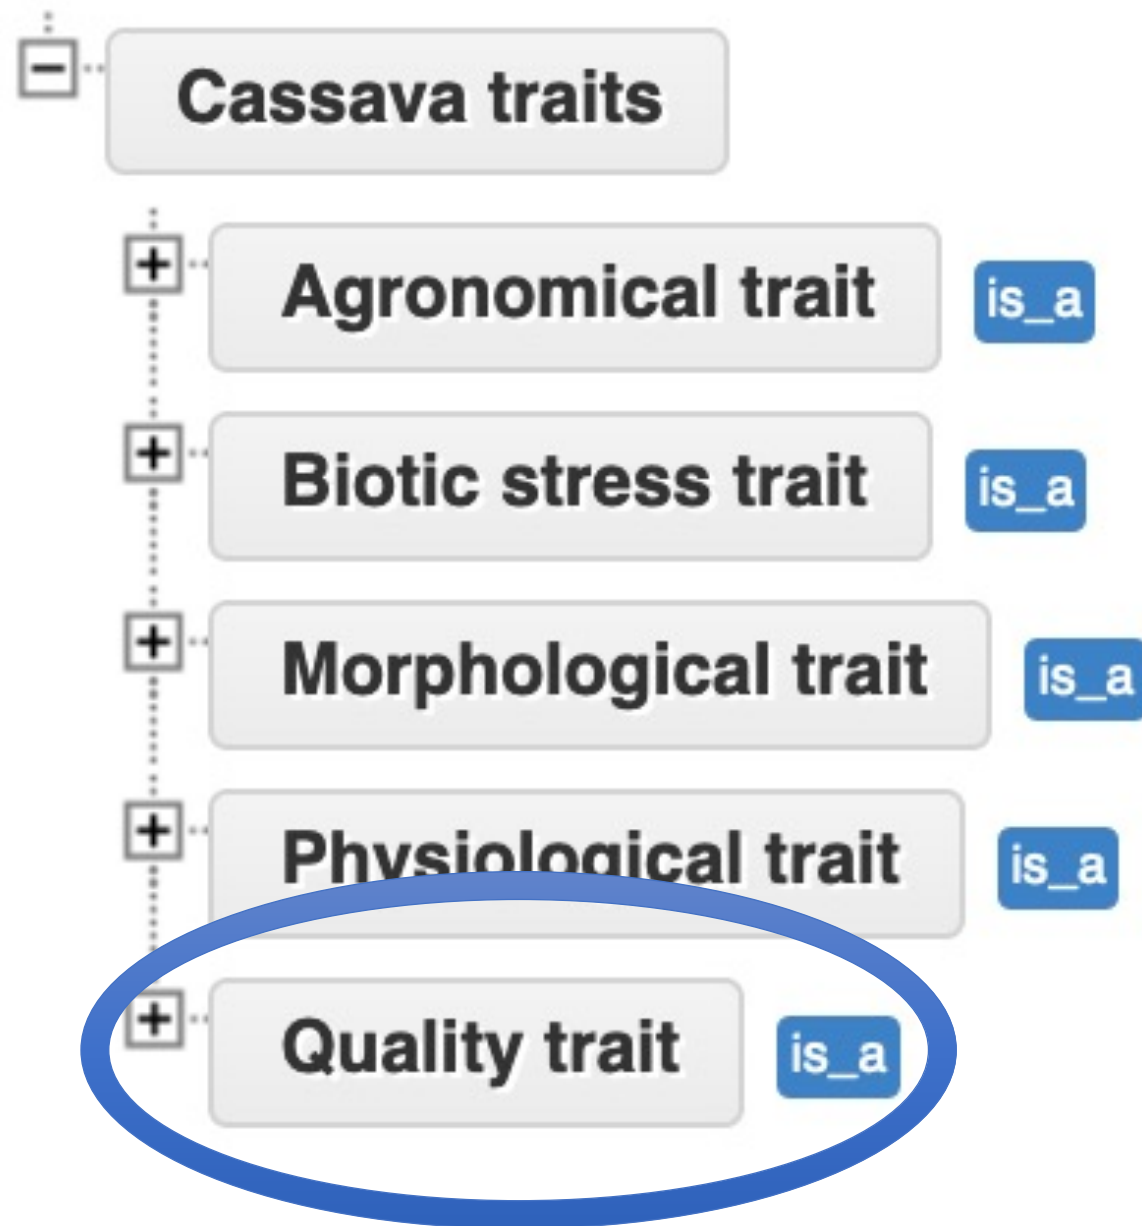 Cassava traits
Agronomical trait is_a
Biotic stress trait is_a
Morphological trait is_a
Physiological trait is_a
Quality trait is_a